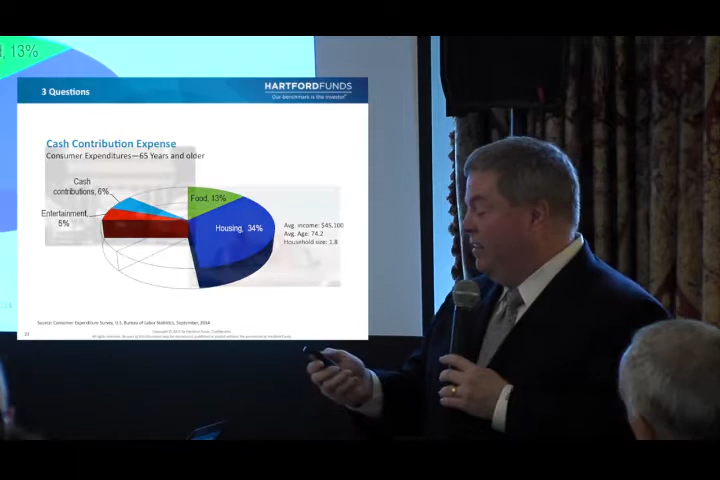 , 13%
3 Questions
HARTFORDFUNDS
Our benchmark is the investor.
Cash Contribution Expense
Consumer Expenditures—65 Years and older
Cash
contributions, 6%
Food, 13%
Entertainment,
5%
Housing, 34%
Avg. income: $45,100
Avg. Age: 74.2
Household size: 1.8
Source: Consumer Expenditure Survey, U.S. Bureau of Labor Statistics, September, 2014